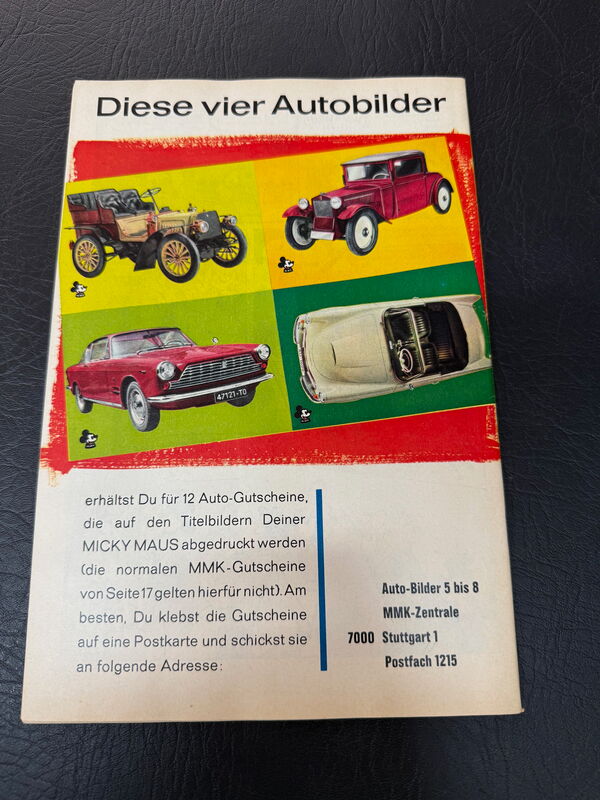 Diese vier Autobilder
47121-TO
erhältst Du für 12 Auto-Gutscheine,
die auf den Titelbildern Deiner
MICKY MAUS abgedruckt werden
(die normalen MMK-Gutscheine
von Seite 17 gelten hierfür nicht). Am
besten, Du klebst die Gutscheine
auf eine Postkarte und schickst sie
an folgende Adresse:
Auto-Bilder 5 bis 8
MMK-Zentrale
7000 Stuttgart 1
Postfach 1215